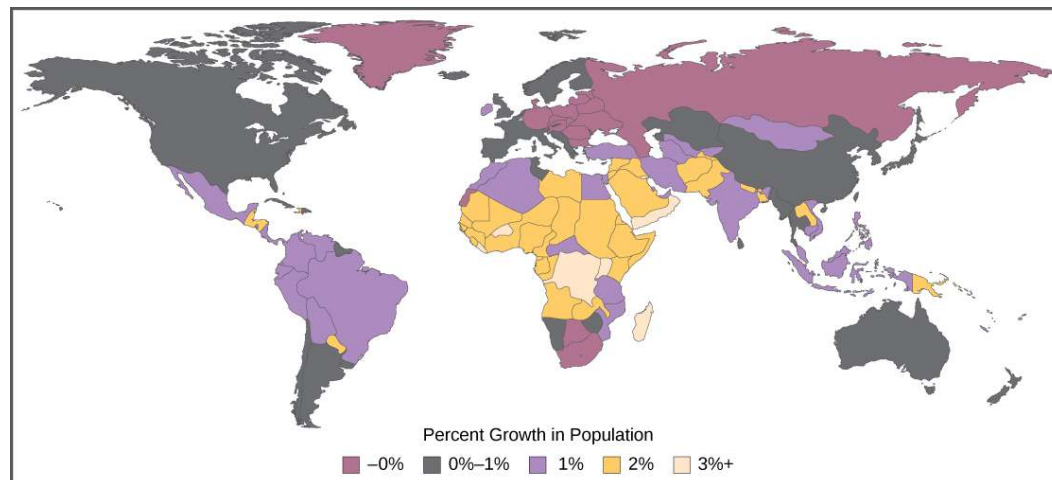 Percent Growth in Population
–0% 0%–1% 1% 2% 3%+